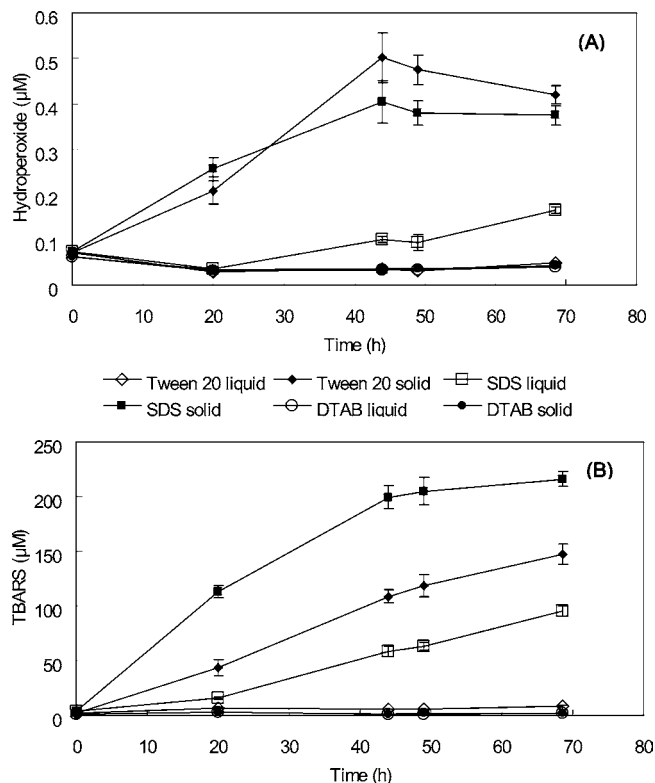 (A)
Hydroperoxide (µM)
0.6
0.5
0.4
0.3
0.2
0.1
0
0 10 20 30 40 50 60 70 80
Time (h)
Tween 20 liquid Tween 20 solid SDS liquid
SDS solid DTAB liquid DTAB solid
(B)
TBARS (µM)
250
200
150
100
50
0
0 10 20 30 40 50 60 70 80
Time (h)